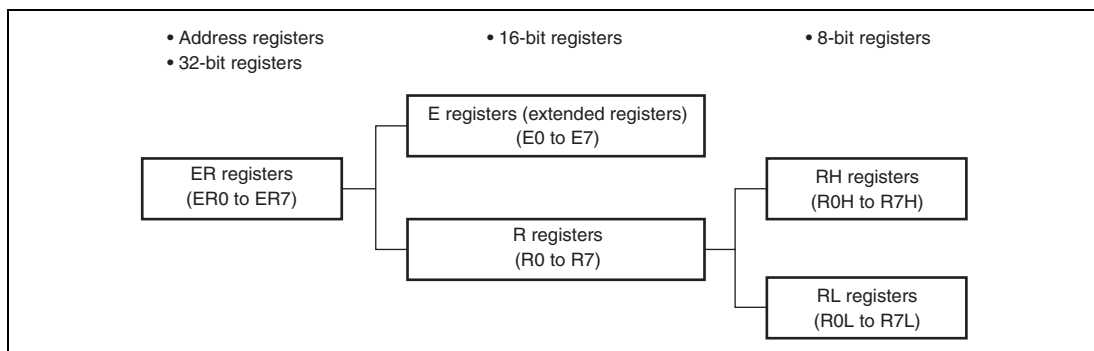 • Address registers
• 32-bit registers
• 16-bit registers
• 8-bit registers
ER registers
(ER0 to ER7)
E registers (extended registers)
(E0 to E7)
R registers
(R0 to R7)
RH registers
(R0H to R7H)
RL registers
(R0L to R7L)